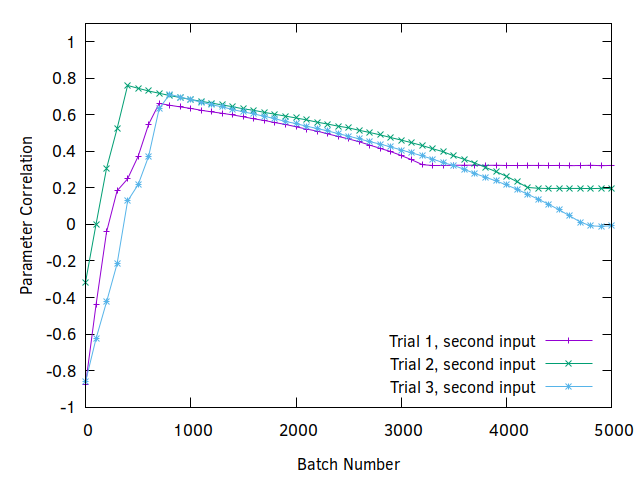 1
0.8
0.6
0.4
0.2
0
-0.2
-0.4
-0.6
-0.8
-1
Parameter Correlation
Trial 1, second input
Trial 2, second input
Trial 3, second input
0 1000 2000 3000 4000 5000
Batch Number